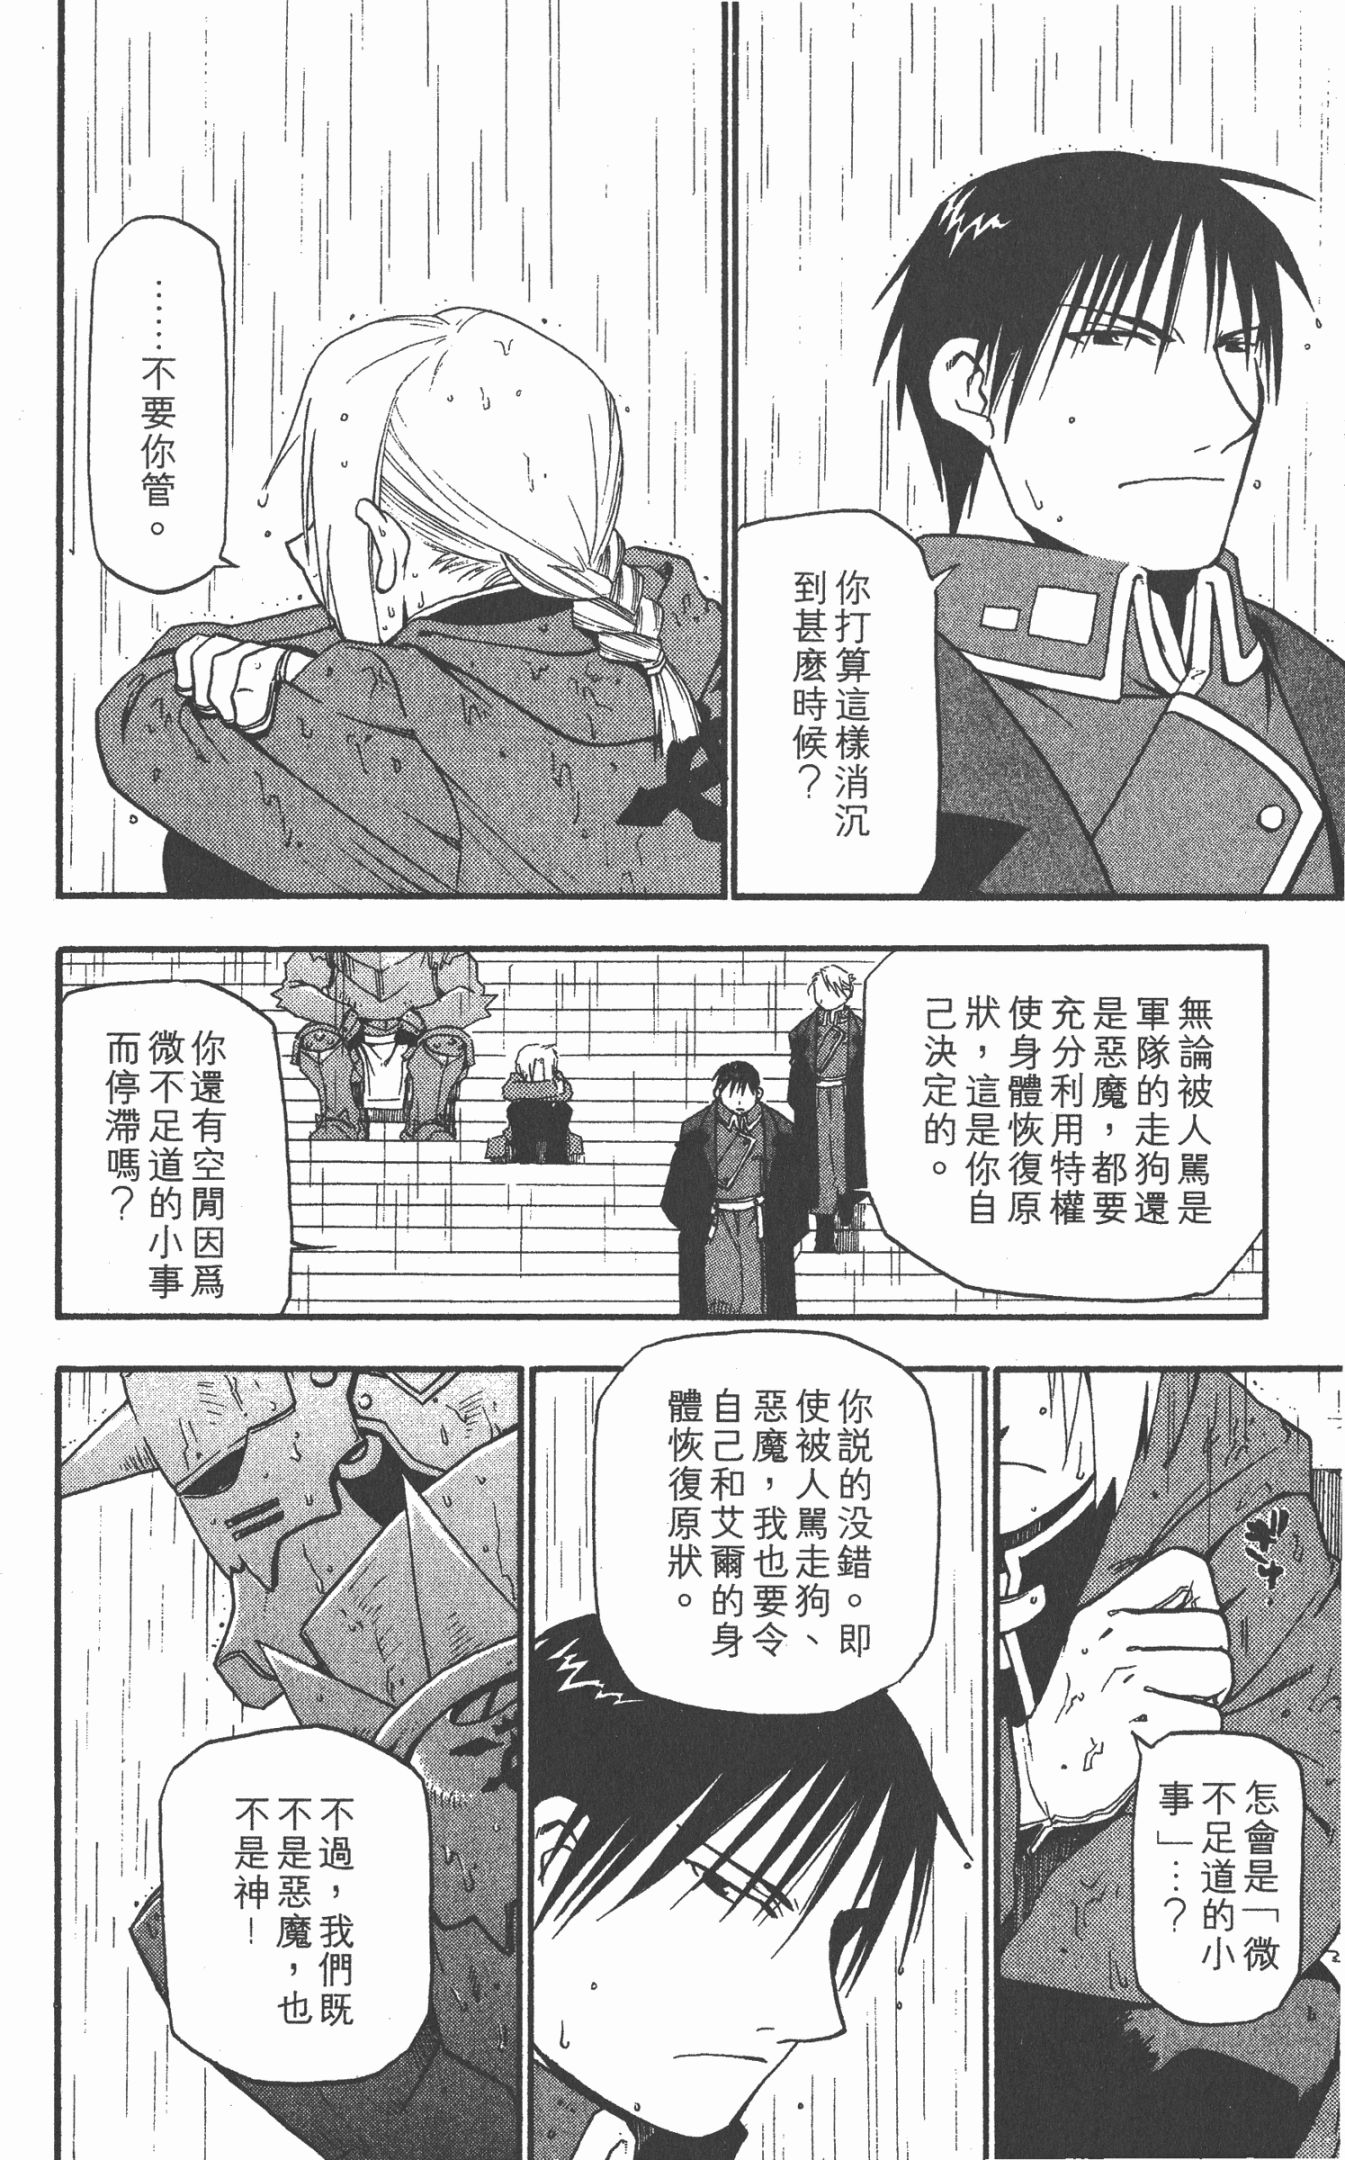 你打算這樣消沉
到甚麽時候？
……不要你管。
無論被人罵是
軍隊的走狗還
是惡魔，都要
充分利用特權
使身體恢復原
狀，這是你自
己決定的。
你還有空閒因爲
微不足道的小事
而停滯嗎？
ギ
ュ
怎會是「微
不足道的小
事」…？
你説的没錯。即
使被人罵走狗、
惡魔，我也要令
自己和艾爾的身
體恢復原狀。
不過，我們既
不是惡魔，也
不是神！